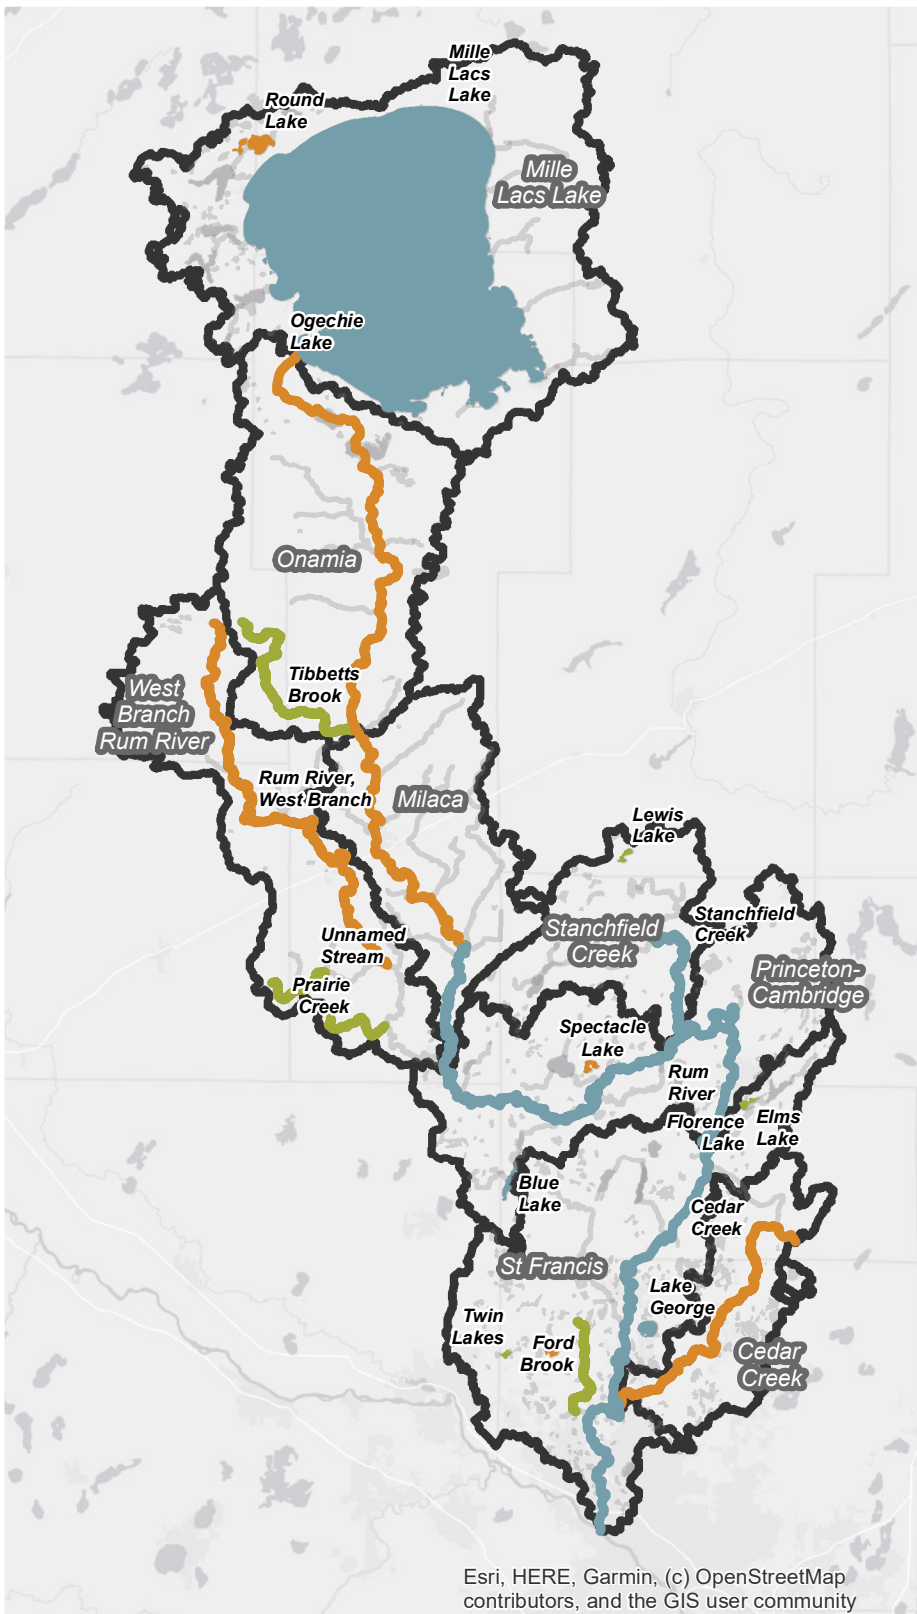 Mille
Lacs
Lake
Round
Lake
Mille
Lacs Lake
Ogechie
Lake
Onamia
Tibbetts
Brook
West
Branch
Rum River
Rum River,
West Branch
Milaca
Lewis
Lake
Stanchfield
Creek
Stanchfield
Creek
Unnamed
Stream
Princeton-
Cambridge
Prairie
Creek
Spectacle
Lake
Rum
River
Florence
Lake
Elms
Lake
Blue
Lake
Cedar
Creek
St Francis
Lake
George
Twin
Lakes
Ford
Brook
Cedar
Creek
Esri, HERE, Garmin, (c) OpenStreetMap
contributors, and the GIS user community